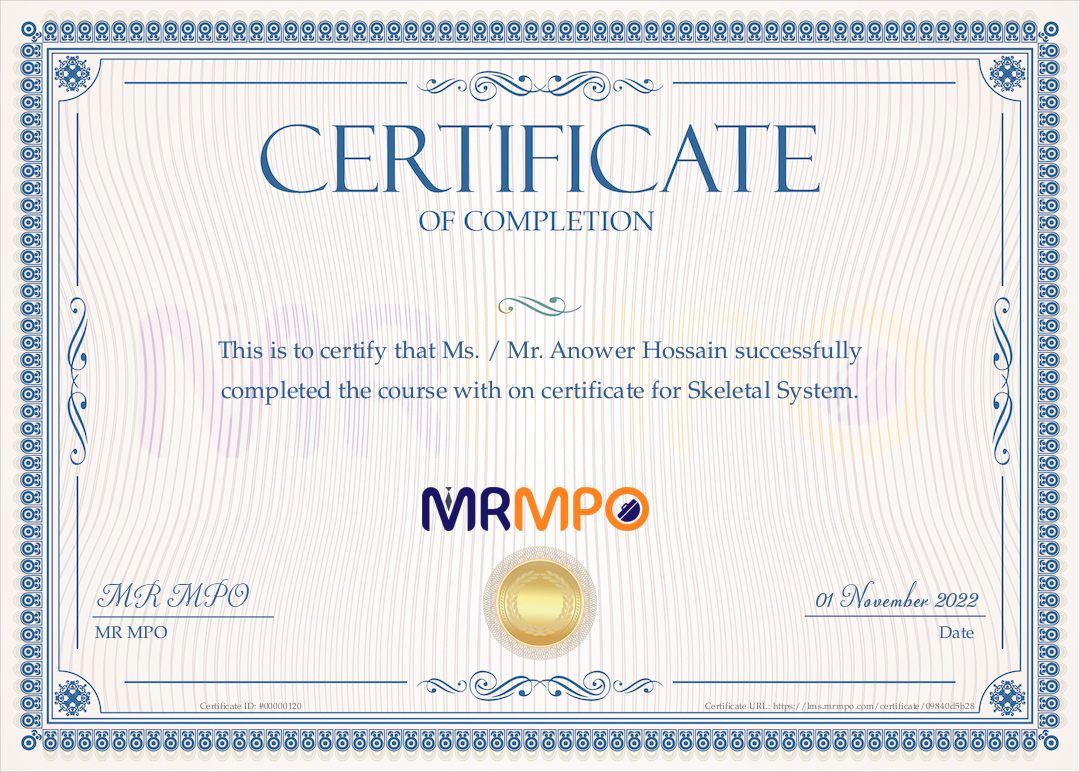 CERTIFICATE
OF COMPLETION
This is to certify that Ms. / Mr. Anower Hossain successfully
completed the course with on certificate for Skeletal System.
MRMPO
MR MPO
01 November 2022
MR MPO
Date
Certificate ID: #00000120
Certificate URL: https://lms.mrmpo.com/certificate/09840d5b28